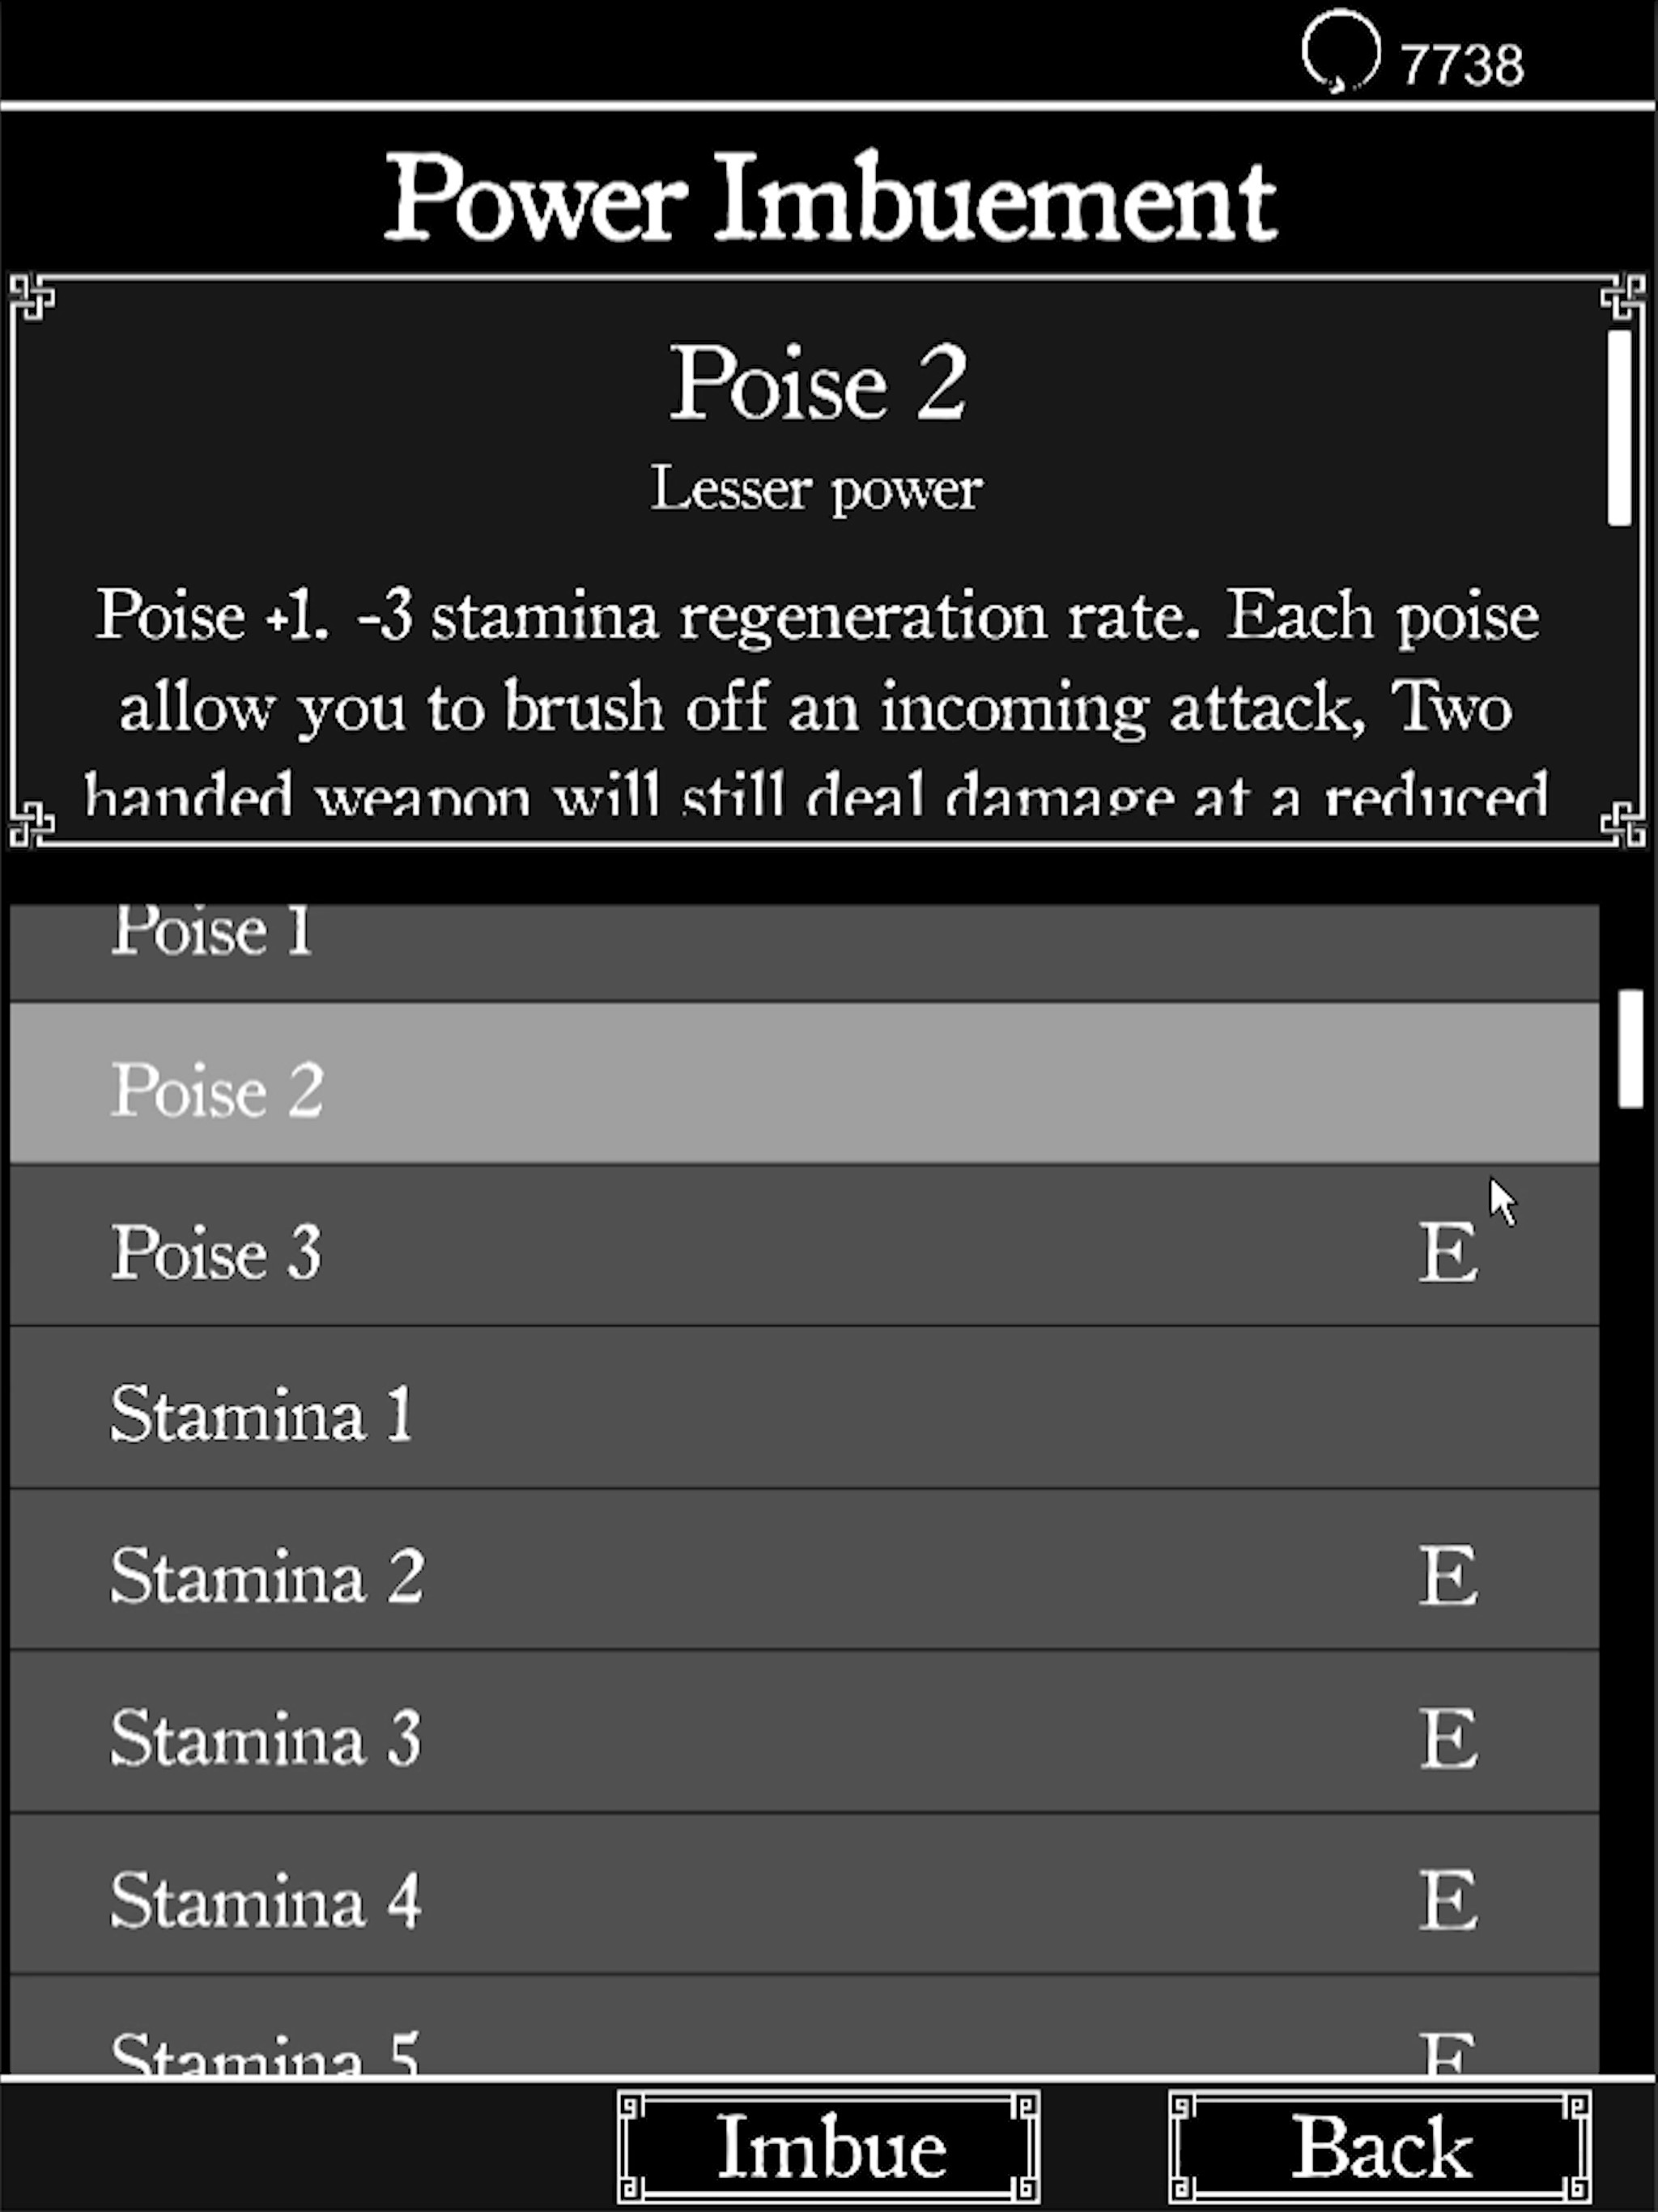 7738
Power Imbuement
Poise 2
Lesser power
Poise +1. -3 stamina regeneration rate. Each poise
allow you to brush off an incoming attack, Two
handed weapon will still deal damage at a reduced
Poise 1
Poise 2
Poise 3 E
Stamina 1
Stamina 2 E
Stamina 3 E
Stamina 4 E
Stamina 5 E
Imbue Back